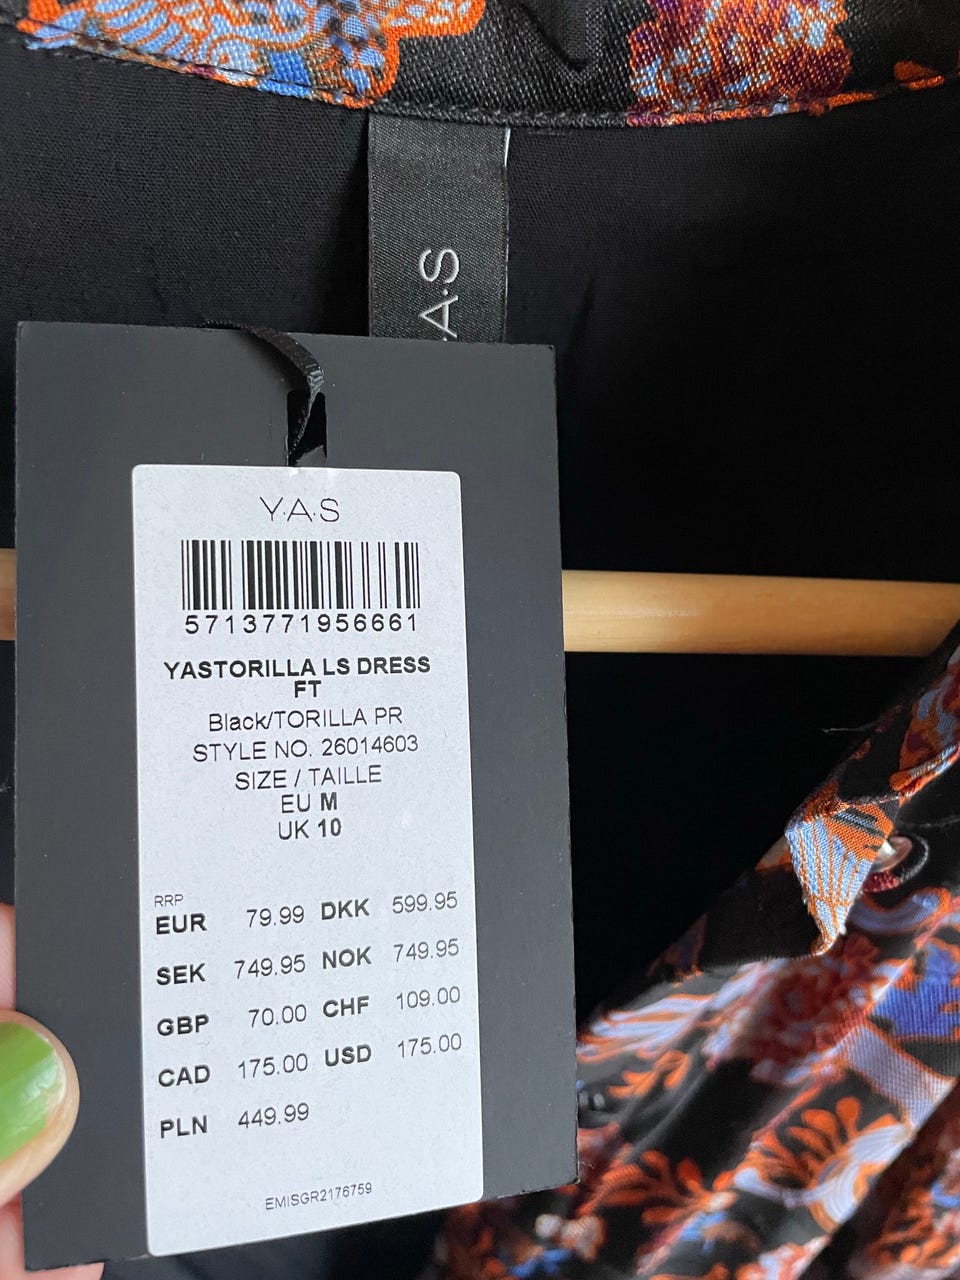 ·A·S
Y·A·S
5713771956661
YASTORILLA LS DRESS
FT
Black/TORILLA PR
STYLE NO. 26014603
SIZE / TAILLE
EU M
UK 10
RRP
EUR 79.99 DKK 599.95
SEK 749.95 NOK 749.95
GBP 70.00 CHF 109.00
CAD 175.00 USD 175.00
PLN 449.99
EMISGR2176759